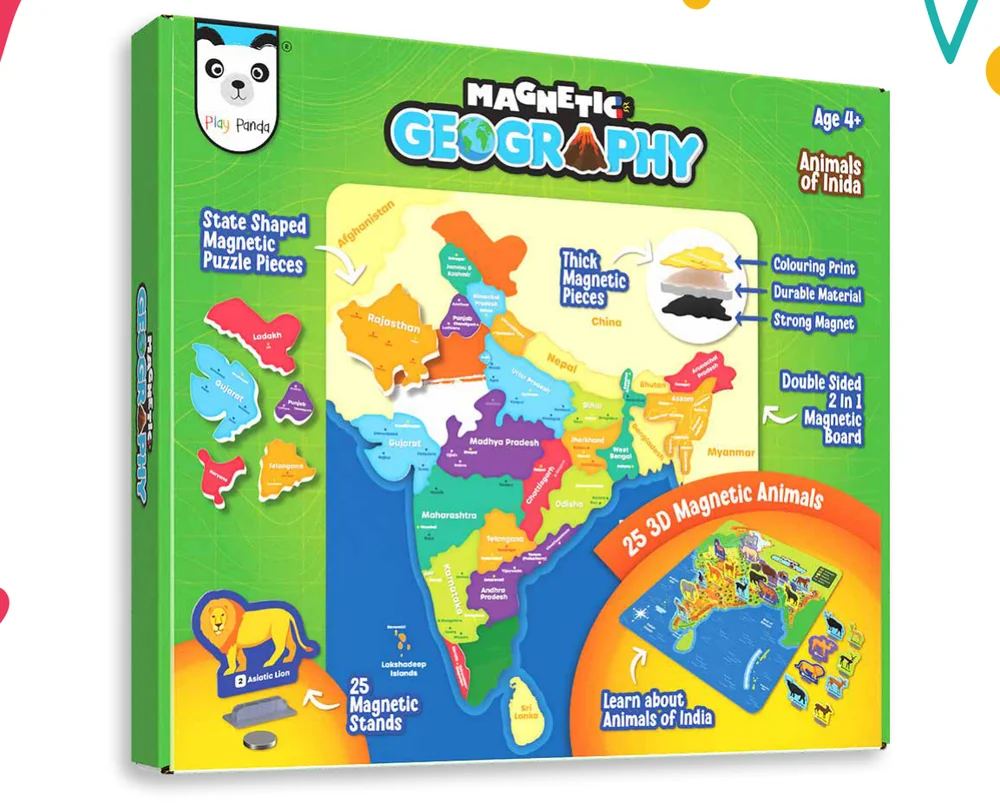 Play Panda
®
MAGNETIC
GEOGRAPHY
Age 4+
Animals
of Inida
State Shaped
Magnetic
Puzzle Pieces
Thick
Magnetic
Pieces
Colouring Print
Durable Material
Strong Magnet
Double Sided
2 In 1
Magnetic
Board
Ladakh
Gujarat
Punjab
Haryana
Telangana
Afghanistan
China
Jammu &
Kashmir
Himachal
Pradesh
Punjab
Rajasthan
Nepal
Uttar Pradesh
Bhutan
Arunachal
Pradesh
Assam
Bihar
Gujarat
Madhya Pradesh
Jharkhand
West
Bengal
Bangladesh
Myanmar
Chattisgarh
Odisha
Maharashtra
Telangana
Karnataka
Andhra
Pradesh
Lakshadeep
Islands
Sri
Lanka
25 3D Magnetic Animals
Learn about
Animals of India
2 Asiatic Lion
25
Magnetic
Stands
MAGNETIC
GEOGRAPHY